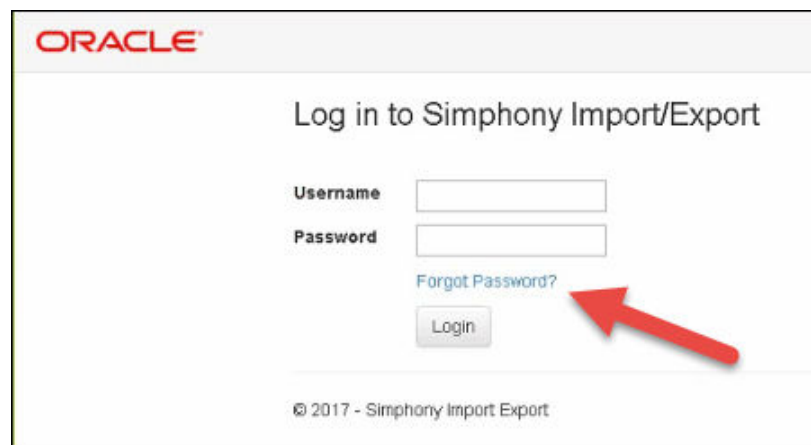 ORACLE
Log in to Simphony Import/Export
Username
Password
Forgot Password?
Login
© 2017 - Simphony Import Export